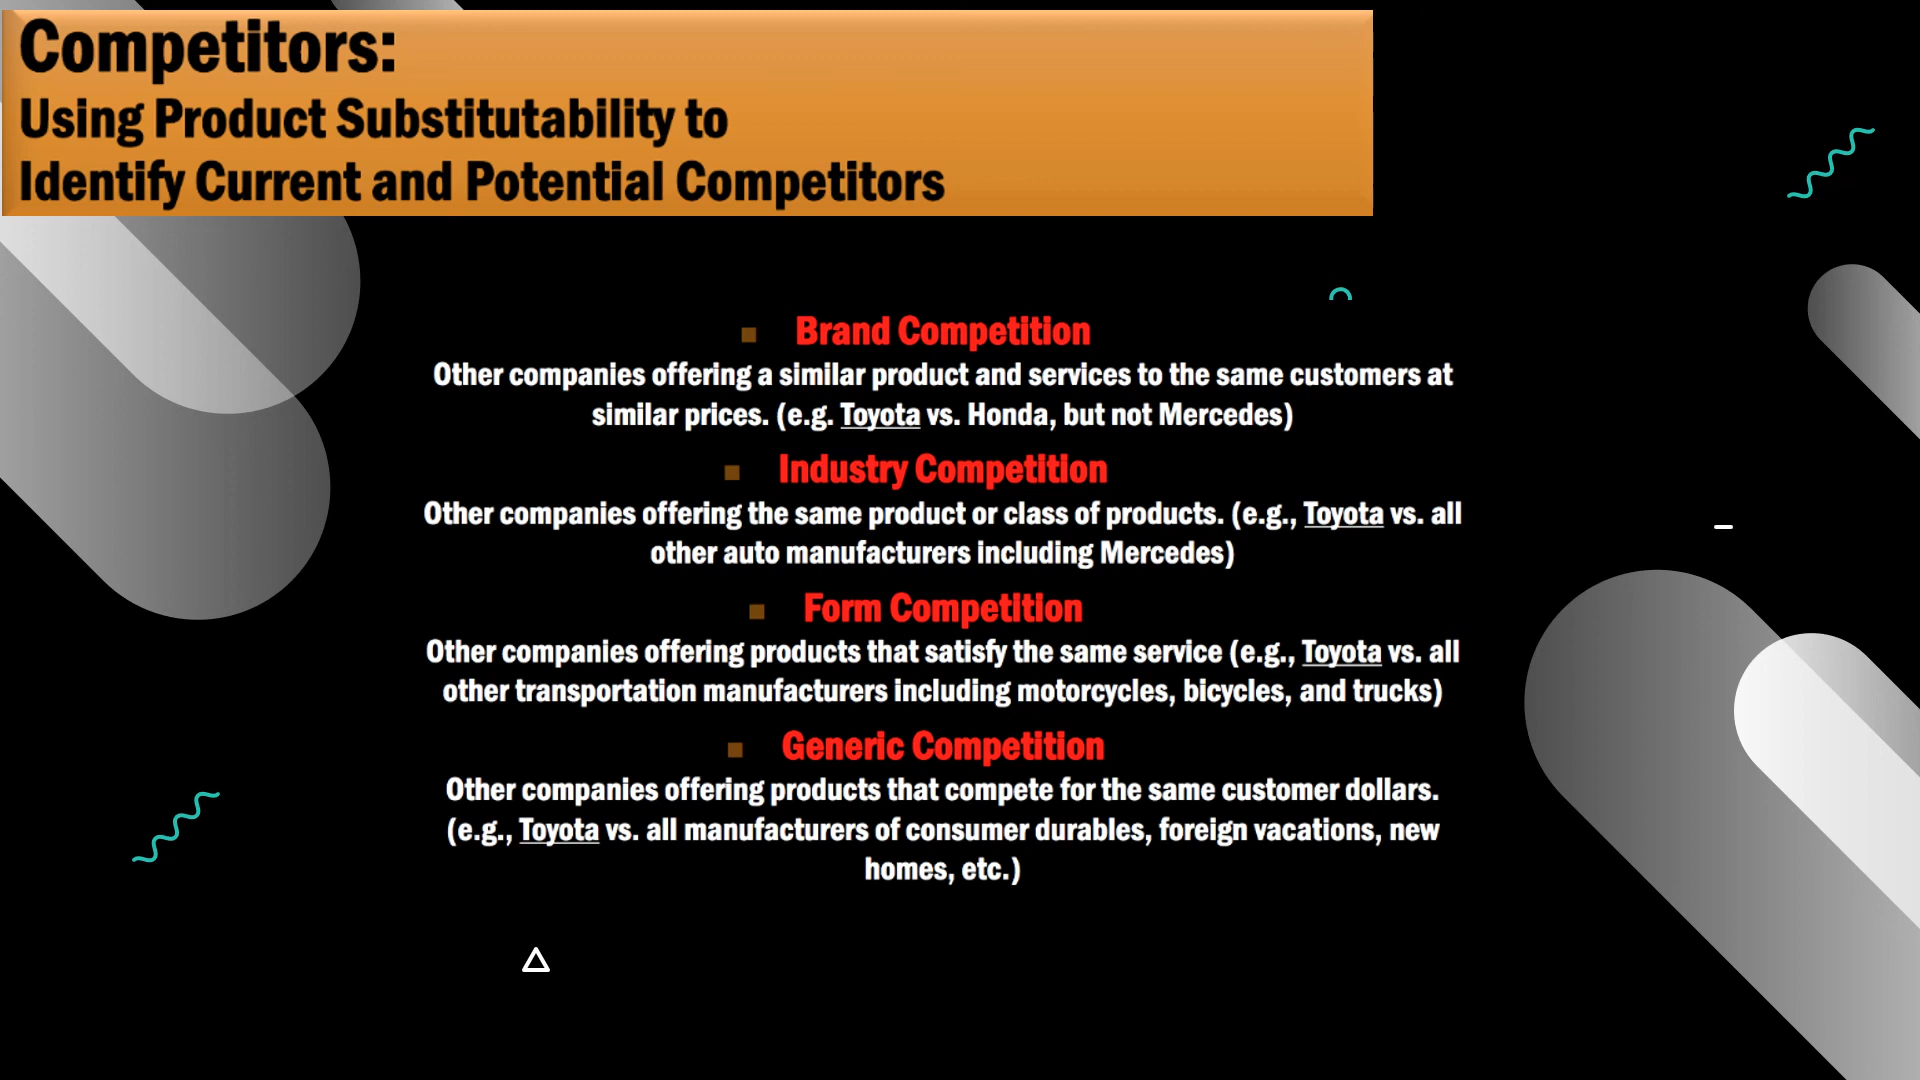 Competitors:
Using Product Substitutability to
Identify Current and Potential Competitors
Brand Competition
Other companies offering a similar product and services to the same customers at
similar prices. (e.g. Toyota vs. Honda, but not Mercedes)
Industry Competition
Other companies offering the same product or class of products. (e.g., Toyota vs. all
other auto manufacturers including Mercedes)
Form Competition
Other companies offering products that satisfy the same service (e.g., Toyota vs. all
other transportation manufacturers including motorcycles, bicycles, and trucks)
Generic Competition
Other companies offering products that compete for the same customer dollars.
(e.g., Toyota vs. all manufacturers of consumer durables, foreign vacations, new
homes, etc.)